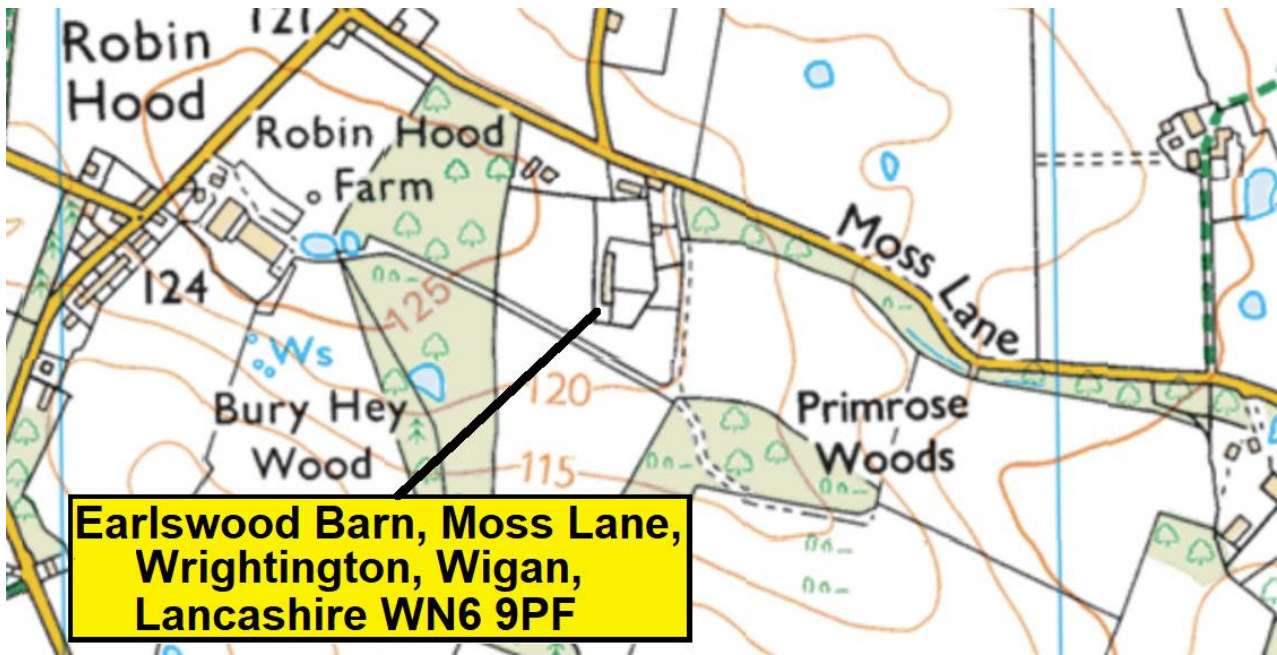 121
Robin
Hood
Robin Hood
Farm
Moss Lane
124
125
Ws
120
Bury Hey
Wood
Primrose
Woods
115
Earlswood Barn, Moss Lane,
Wrightington, Wigan,
Lancashire WN6 9PF